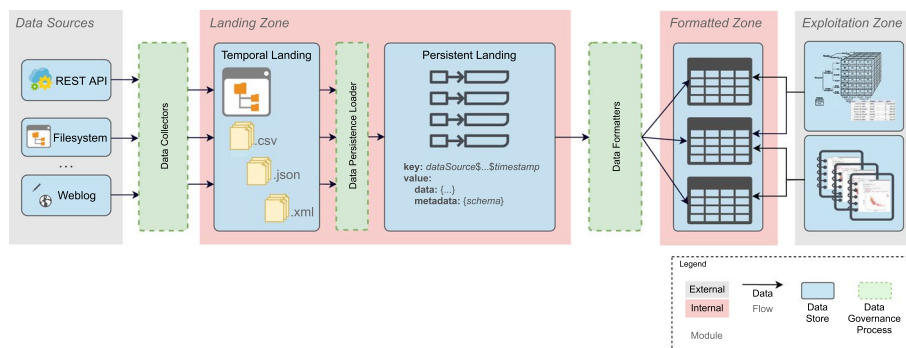 Data Sources
Landing Zone
Formatted Zone
Exploitation Zone
REST API
Filesystem
...
Weblog
Data Collectors
Temporal Landing
.csv
.json
.xml
Data Persistence Loader
Persistent Landing
key: dataSource$...$timestamp
value:
data: {...}
metadata: {schema}
Data Formatters
Legend
External
Internal
Module
Data
Flow
Data
Store
Data
Governance
Process